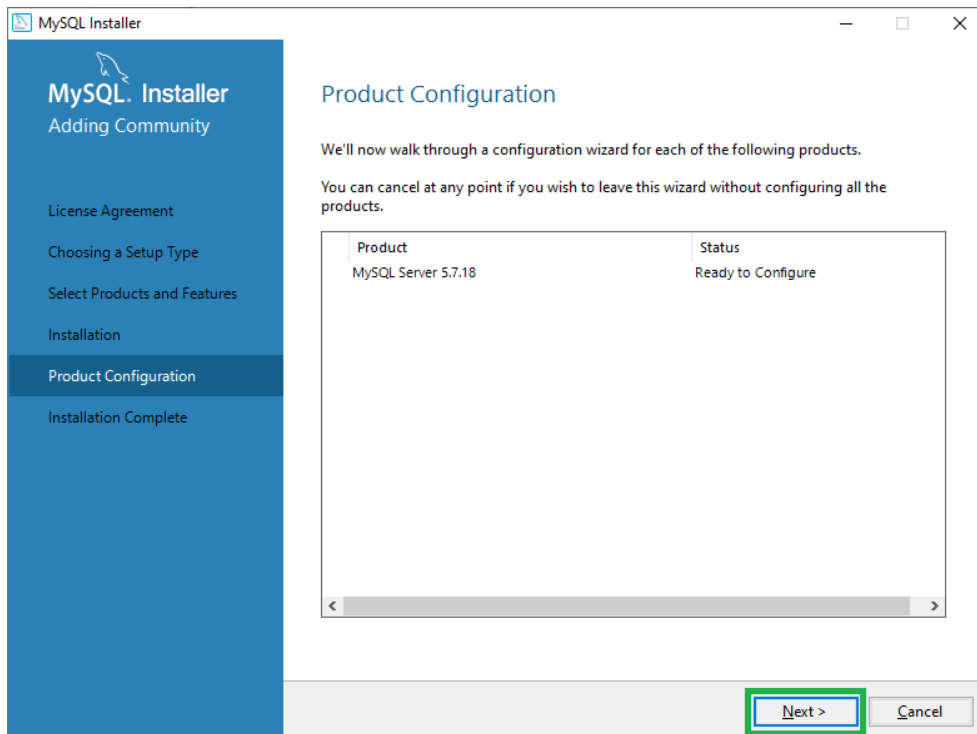 MySQL Installer
MySQL. Installer
Adding Community
License Agreement
Choosing a Setup Type
Select Products and Features
Installation
Product Configuration
Installation Complete
Product Configuration
We'll now walk through a configuration wizard for each of the following products.
You can cancel at any point if you wish to leave this wizard without configuring all the
products.
Product Status
MySQL Server 5.7.18 Ready to Configure
Next > Cancel